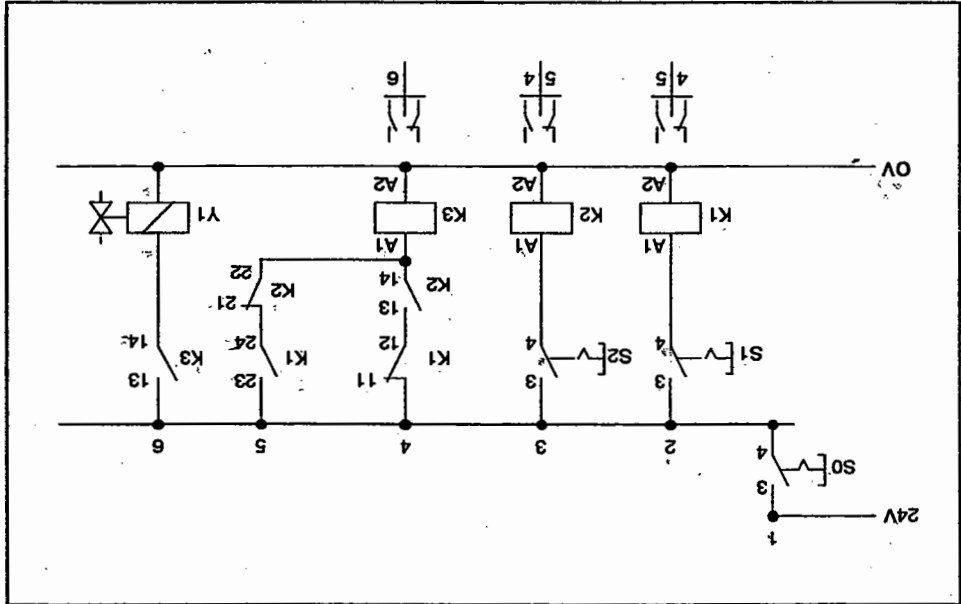 1
24V
3
S0
4
2 3 4 5 6
3 3 11 23 13
S1 S2 K1 K1 K3
4 4 12 24 14
13 21
K2 K2
14 22
A1 A1 A1
K1 K2 K3 Y1
A2 A2 A2
0V
4 5 5 4 6